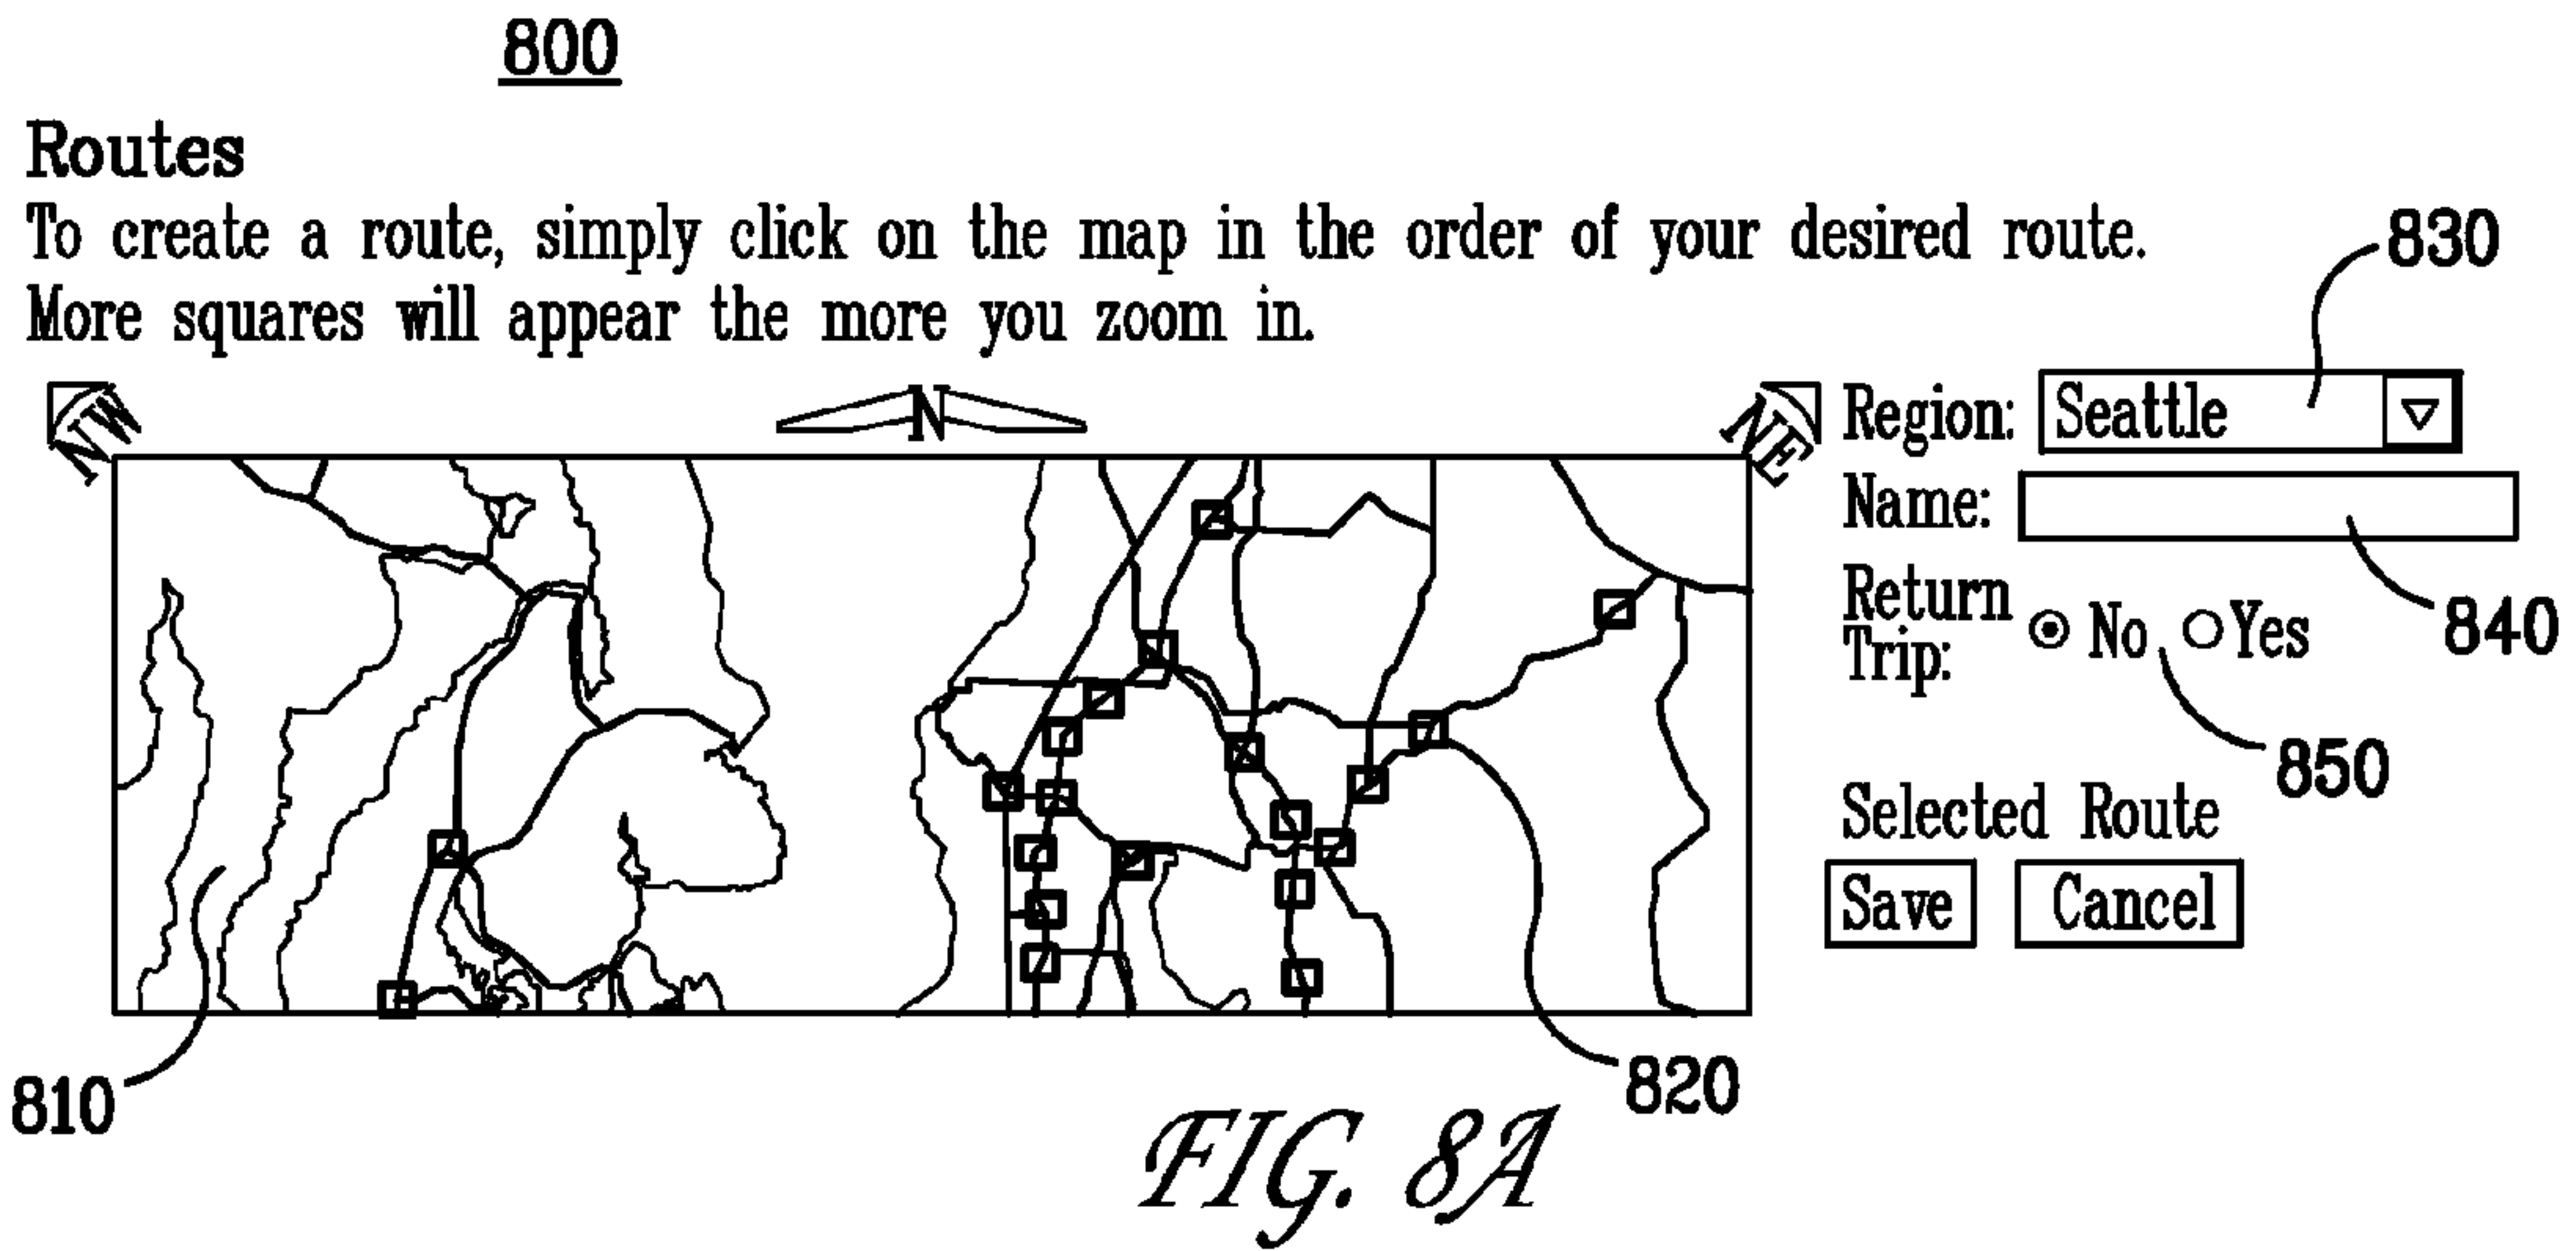 800
Routes
To create a route, simply click on the map in the order of your desired route.
More squares will appear the more you zoom in.
830
NW
N
NE
Region: Seattle
Name:
840
Return
Trip: No Yes
850
Selected Route
Save Cancel
810
820
FIG. 8A